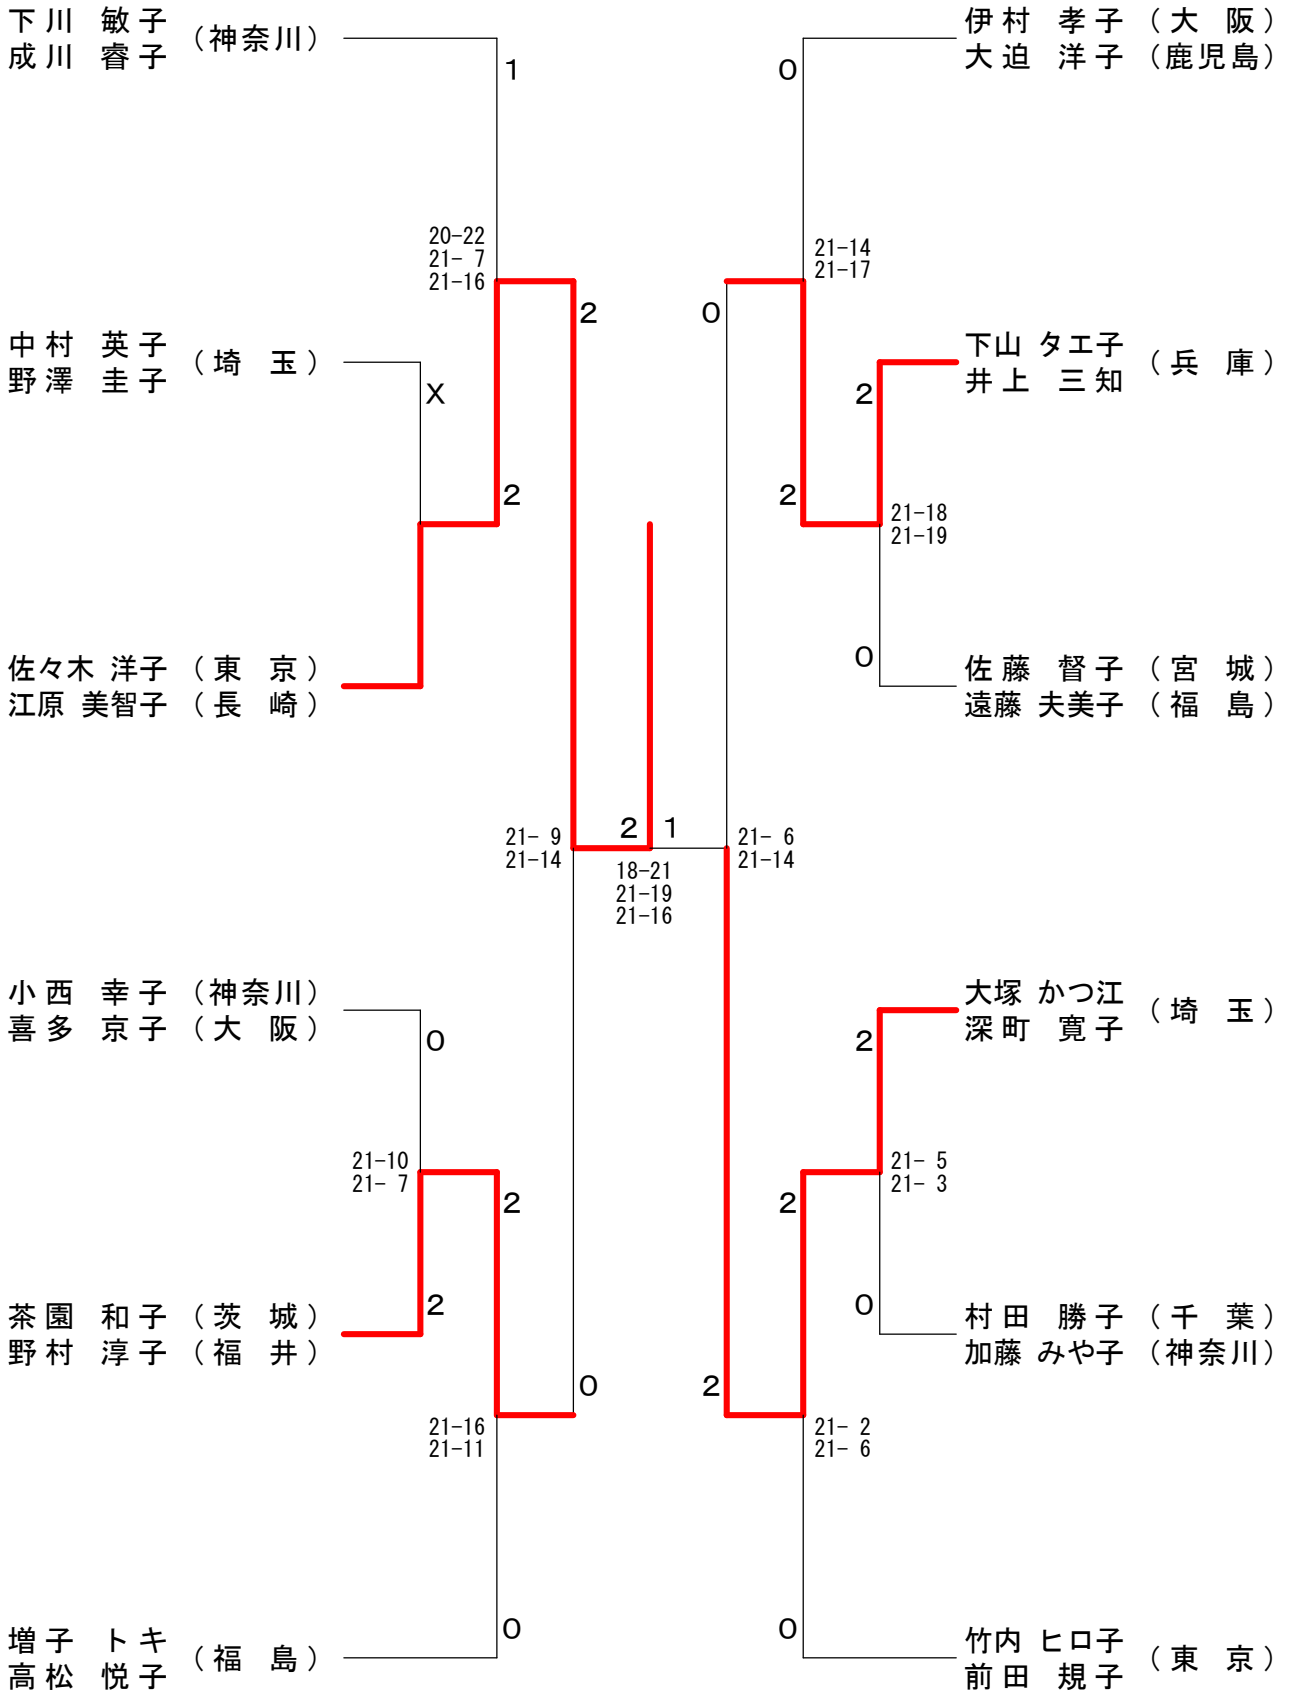 下川 敏子
成川 睿子
（神奈川）
1
20-22
21- 7
21-16
2
中村 英子
野澤 圭子
（埼 玉）
X
2
佐々木 洋子（東 京）
江原 美智子（長 崎）
21- 9
21-14
2
1
18-21
21-19
21-16
小西 幸子（神奈川）
喜多 京子（大 阪）
0
21-10
21- 7
2
茶園 和子（茨 城）
野村 淳子（福 井）
2
0
21-16
21-11
増子 トキ
高松 悦子
（福 島）
0
伊村 孝子（大 阪）
大迫 洋子（鹿児島）
0
21-14
21-17
0
下山 タエ子
井上 三知
（兵 庫）
2
2
21-18
21-19
0
佐藤 督子（宮 城）
遠藤 夫美子（福 島）
21- 6
21-14
大塚 かつ江
深町 寛子
（埼 玉）
2
21- 5
21- 3
2
0
村田 勝子（千 葉）
加藤 みや子（神奈川）
2
21- 2
21- 6
0
竹内 ヒロ子
前田 規子
（東 京）